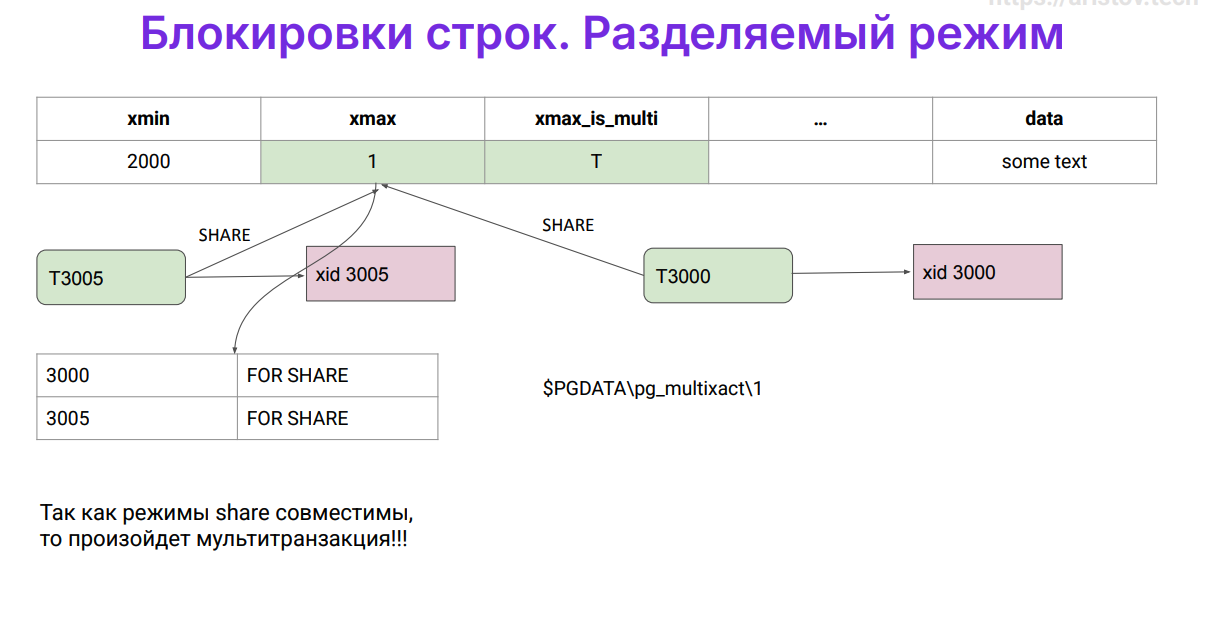 https://aristov.tech
Блокировки строк. Разделяемый режим
xmin xmax xmax_is_multi ... data
2000 1 T some text
SHARE SHARE
T3005 xid 3005 T3000 xid 3000
3000 FOR SHARE
$PGDATA\pg_multixact\1
3005 FOR SHARE
Так как режимы share совместимы,
то произойдет мультитранзакция!!!